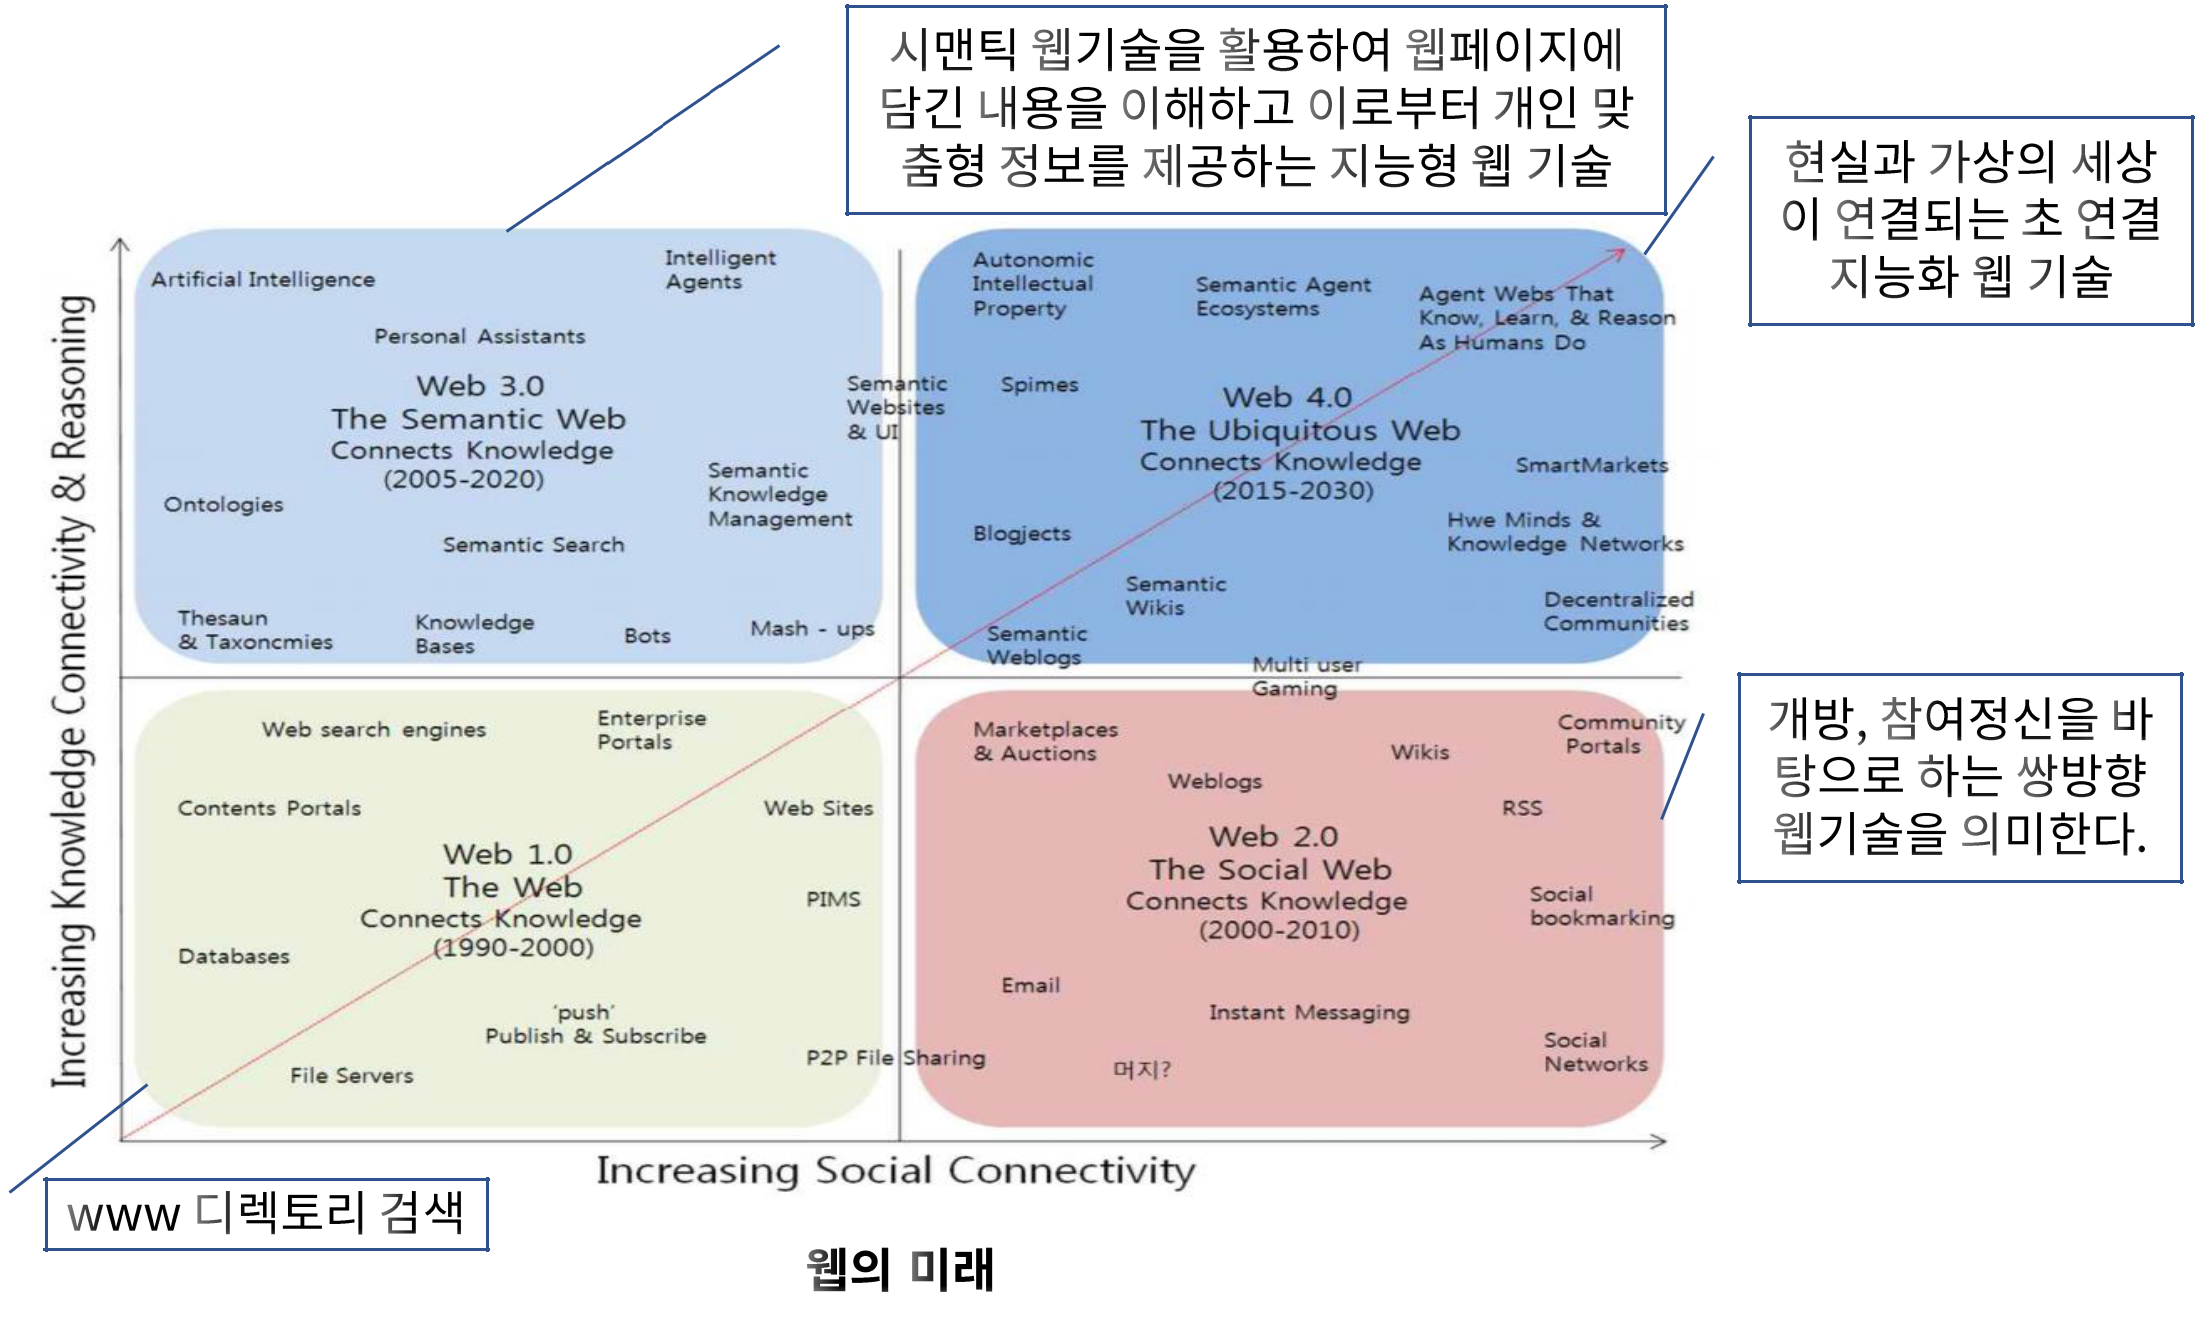 시맨틱 웹기술을 활용하여 웹페이지에
담긴 내용을 이해하고 이로부터 개인 맞
춤형 정보를 제공하는 지능형 웹 기술
현실과 가상의 세상
이 연결되는 초 연결
지능화 웹 기술
Increasing Knowledge Connectivity & Reasoning
Artificial Intelligence
Intelligent
Agents
Personal Assistants
Web 3.0
The Semantic Web
Connects Knowledge
(2005-2020)
Semantic
Websites
& UI
Semantic
Knowledge
Management
Ontologies
Semantic Search
Thesaun
& Taxoncmies
Knowledge
Bases
Bots
Mash - ups
Autonomic
Intellectual
Property
Semantic Agent
Ecosystems
Agent Webs That
Know, Learn, & Reason
As Humans Do
Spimes
Web 4.0
The Ubiquitous Web
Connects Knowledge
(2015-2030)
SmartMarkets
Blogjects
Hwe Minds &
Knowledge Networks
Semantic
Wikis
Decentralized
Communities
Semantic
Weblogs
Multi user
Gaming
Web search engines
Enterprise
Portals
Contents Portals
Web Sites
Web 1.0
The Web
Connects Knowledge
(1990-2000)
PIMS
Databases
'push'
Publish & Subscribe
File Servers
P2P File Sharing
Marketplaces
& Auctions
Wikis
Community
Portals
Weblogs
RSS
Web 2.0
The Social Web
Connects Knowledge
(2000-2010)
Social
bookmarking
Email
Instant Messaging
머지?
Social
Networks
개방, 참여정신을 바
탕으로 하는 쌍방향
웹기술을 의미한다.
Increasing Social Connectivity
www 디렉토리 검색
웹의 미래